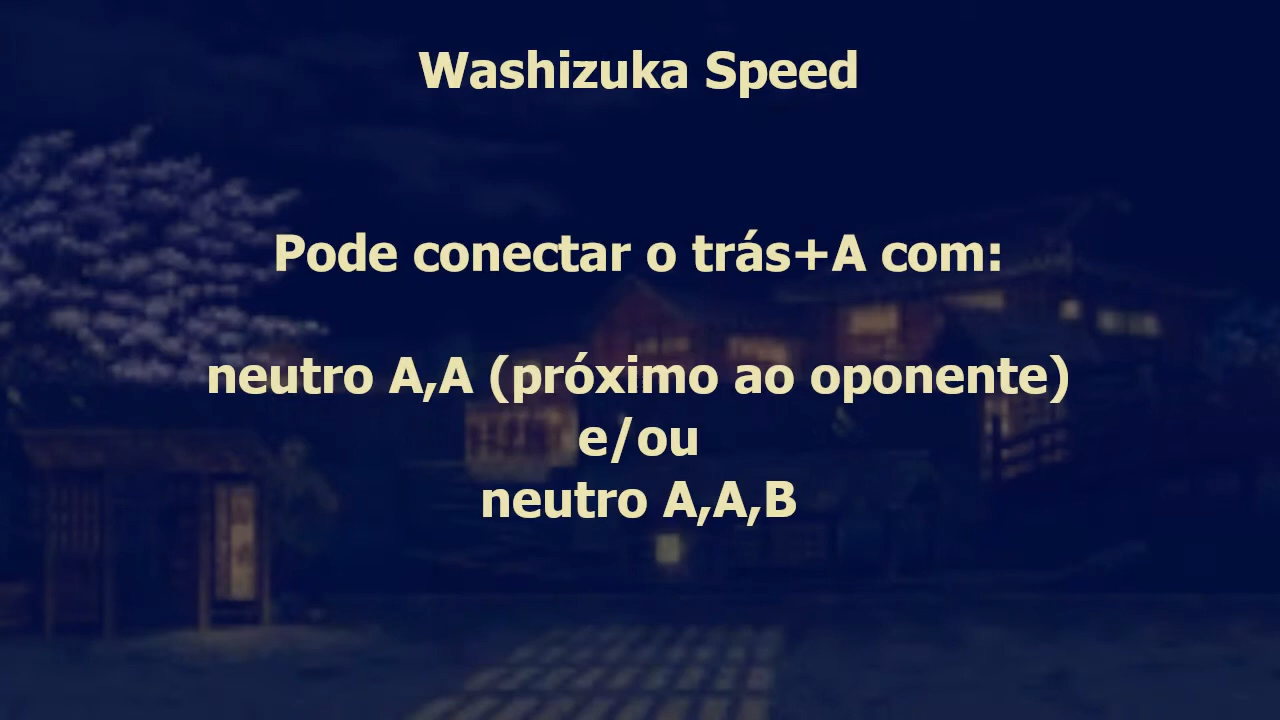 Washizuka Speed
Pode conectar o trás+A com:
neutro A,A (próximo ao oponente)
e/ou
neutro A,A,B